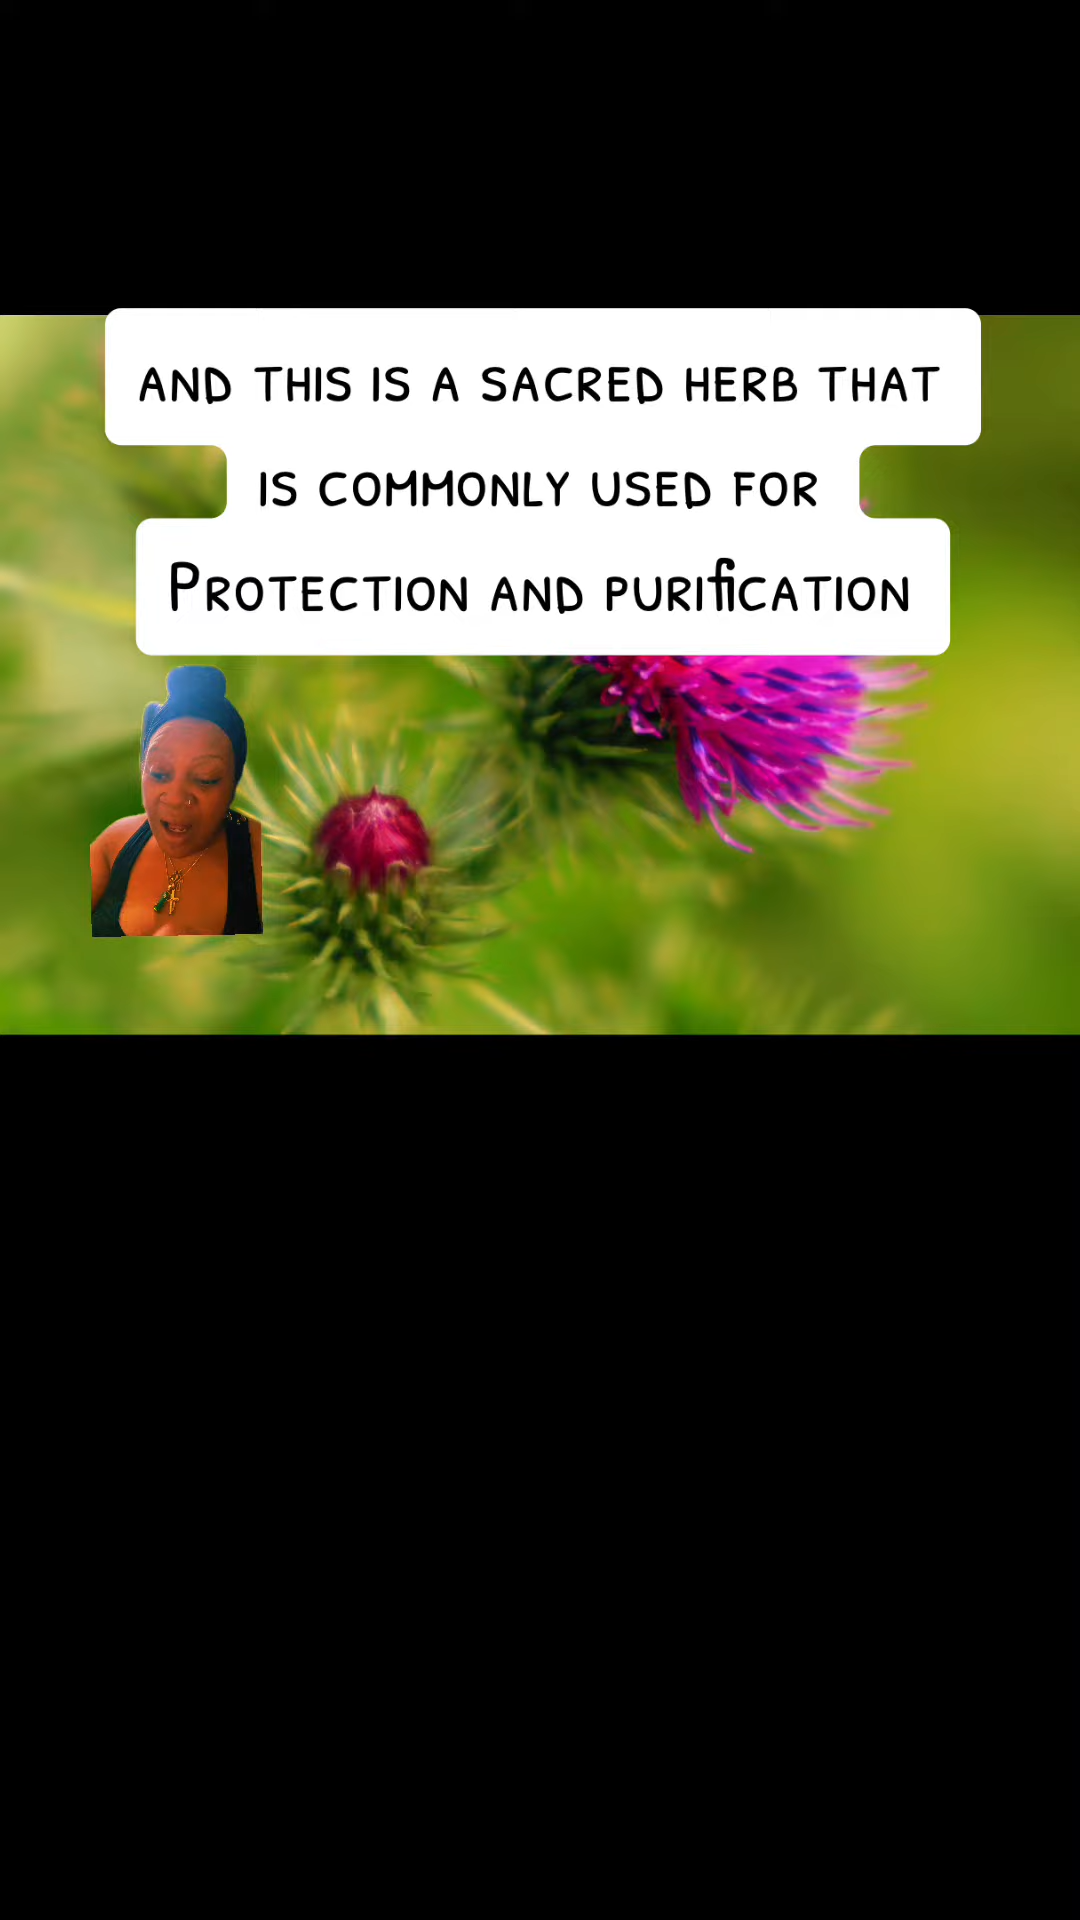 and this is a sacred herb that
is commonly used for
Protection and purification